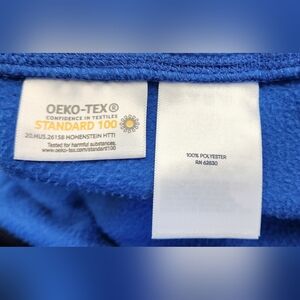 OEKO-TEX®
CONFIDENCE IN TEXTILES
STANDARD 100
20.HUS.26158 HOHENSTEIN HTTI
Tested for harmful substances.
www.oeko-tex.com/standard100
100% POLYESTER
RN 62830